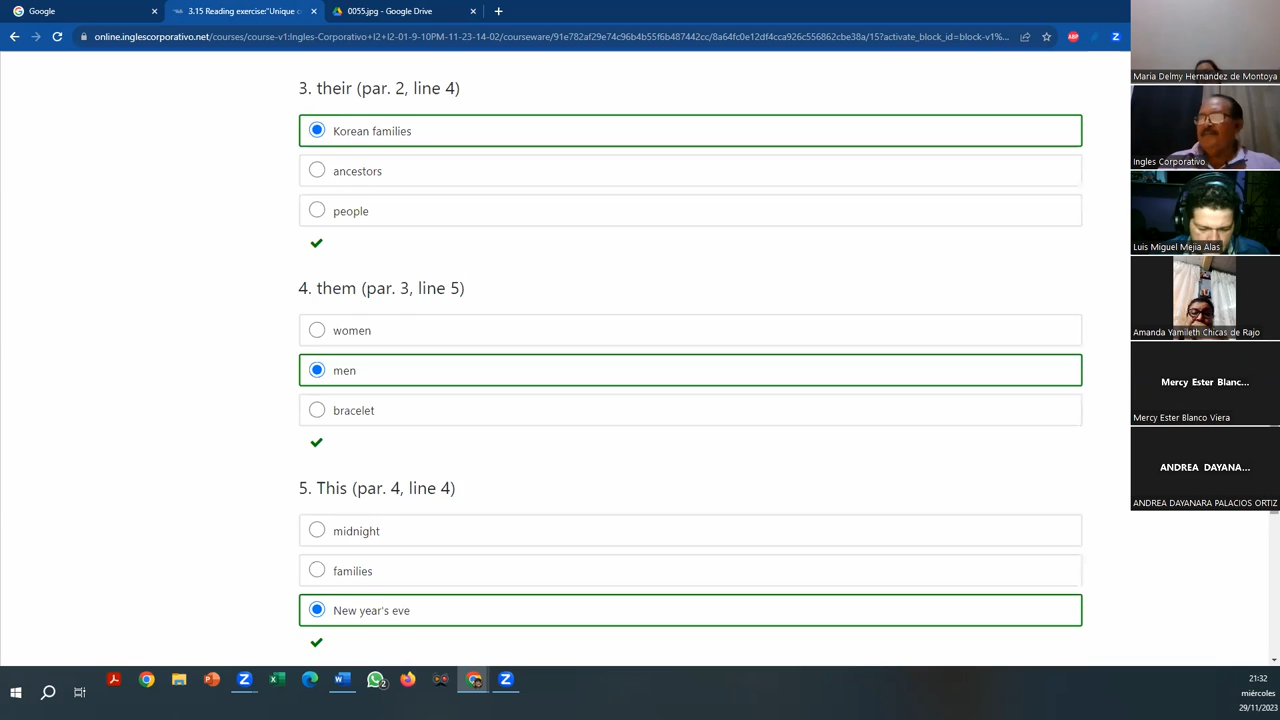 Google
3.15 Reading exercise:"Unique c
0055.jpg - Google Drive
online.inglescorporativo.net/courses/course-v1:Ingles-Corporativo+I2+I2-01-9-10PM-11-23-14-02/courseware/91e782af29e74c96b4b55f6b487442cc/8a64fc0e12df4cca926c556862cbe38a/15?activate_block_id=block-v1%...
3. their (par. 2, line 4)
Korean families
ancestors
people
4. them (par. 3, line 5)
women
men
bracelet
5. This (par. 4, line 4)
midnight
families
New year's eve
Maria Delmy Hernandez de Montoya
Ingles Corporativo
Luis Miguel Mejia Alas
Amanda Yamileth Chicas de Rajo
Mercy Ester Blanc...
Mercy Ester Blanco Viera
ANDREA DAYANA...
ANDREA DAYANARA PALACIOS ORTIZ
2
21:32
miércoles
29/11/2023